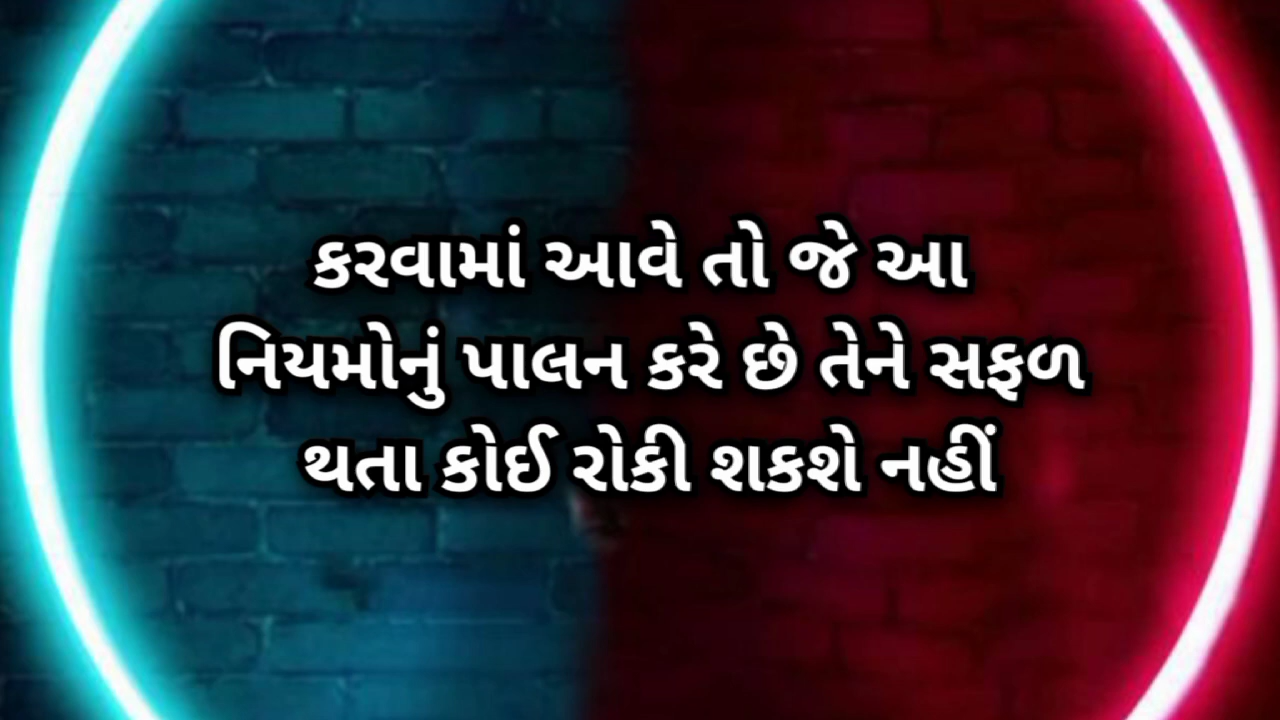 કરવામાં આવે તો જે આ
નિયમોનું પાલન કરે છે તેને સફળ
થતા કોઈ રોકી શકશે નહીં